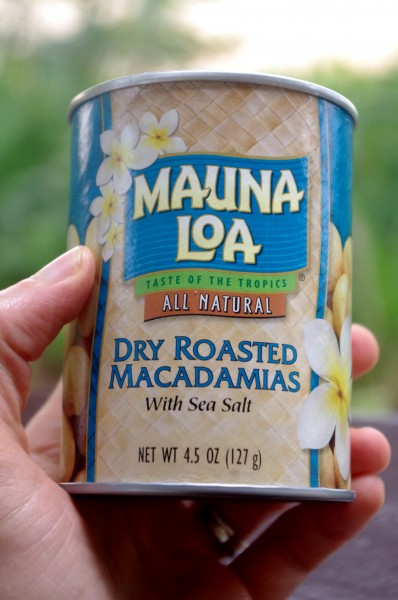 MAUNA
LOA
TASTE OF THE TROPICS ®
ALL NATURAL
DRY ROASTED
MACADAMIAS
With Sea Salt
NET WT 4.5 OZ (127 g)